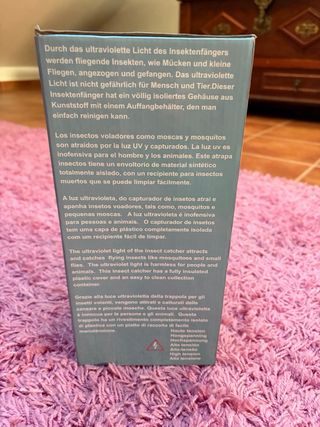 Durch das ultraviolette Licht des Insektenfängers
werden fliegende Insekten, wie Mücken und kleine
Fliegen, angezogen und gefangen. Das ultraviolette
Licht ist nicht gefährlich für Mensch und Tier.Dieser
Insektenfänger hat ein völlig isoliertes Gehäuse aus
Kunststoff mit einem Auffangbehälter, den man
einfach reinigen kann.
Los insectos voladores como moscas y mosquitos
son atraidos por la luz UV y capturados. La luz uv es
inofensiva para el hombre y los animales. Este atrapa
insectos tiene un envoltorio de material sintético
totalmente aislado, con un recipiente para insectos
muertos que se puede limpiar fácilmente.
A luz ultravioleta, do capturador de insetos atrai e
apanha insetos voadores, tais como, mosquitos e
pequenas moscas. A luz ultravioleta é inofensiva
para pessoas e animais. O capturador de insetos
tem uma capa de plástico completamente isolada
com um recipiente fácil de limpar.
The ultraviolet light of the insect catcher attracts
and catches flying insects like mosquitoes and small
flies. The ultraviolet light is harmless for people and
animals. This insect catcher has a fully insulated
plastic cover and an easy to clean collection
container.
Grazie alla luce ultravioletta della trappola per gli
insetti volanti, vengono attirati e catturati dalle
zanzare e piccole mosche. Questa luce ultravioletta
è innocua per le persone e gli animali. Questa
trappola ha un rivestimento completamente isolato
di plastica con un piatto di raccolta di facile
manutenzione.
Haute tension
Hoogspanning
Hochspannung
Alta tensión
Alta tensão
High tension
Alta tensione